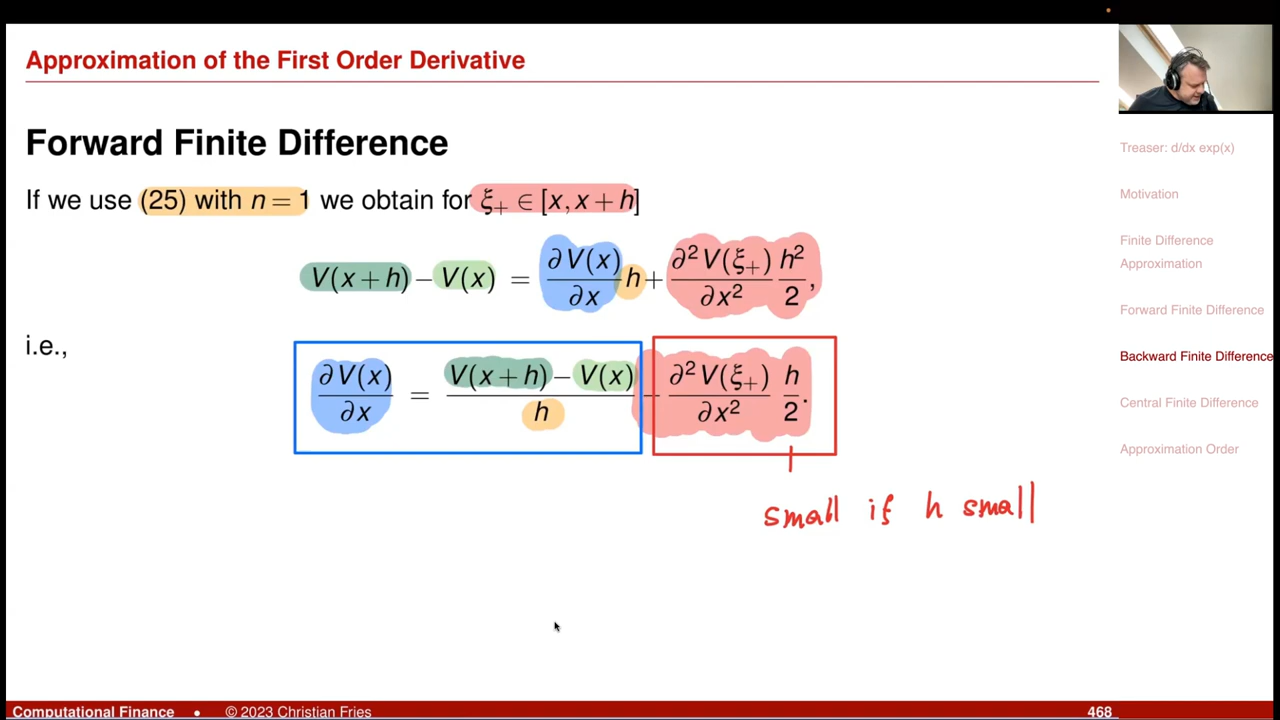 Approximation of the First Order Derivative
Forward Finite Difference
If we use (25) with n = 1 we obtain for ξ₊ ∈ [x, x + h]
V(x + h) − V(x) = ∂V(x)/∂x h + ∂²V(ξ₊)/∂x² h²/2,
i.e.,
∂V(x)/∂x = (V(x + h) − V(x))/h − ∂²V(ξ₊)/∂x² h/2.
small if h small
Treaser: d/dx exp(x)
Motivation
Finite Difference
Approximation
Forward Finite Difference
Backward Finite Difference
Central Finite Difference
Approximation Order
Computational Finance • © 2023 Christian Fries 468